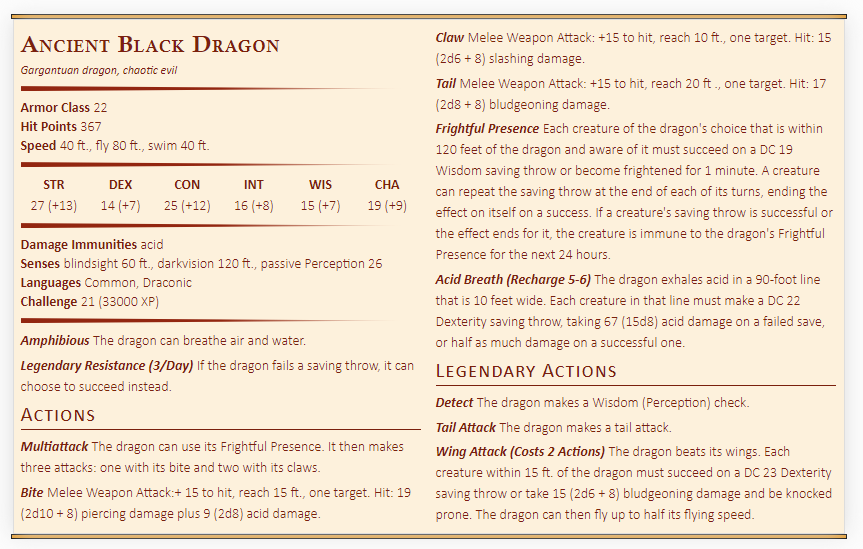 Ancient Black Dragon
Gargantuan dragon, chaotic evil
Armor Class 22
Hit Points 367
Speed 40 ft., fly 80 ft., swim 40 ft.
STR DEX CON INT WIS CHA
27 (+13) 14 (+7) 25 (+12) 16 (+8) 15 (+7) 19 (+9)
Damage Immunities acid
Senses blindsight 60 ft., darkvision 120 ft., passive Perception 26
Languages Common, Draconic
Challenge 21 (33000 XP)
Amphibious The dragon can breathe air and water.
Legendary Resistance (3/Day) If the dragon fails a saving throw, it can
choose to succeed instead.
Actions
Multiattack The dragon can use its Frightful Presence. It then makes
three attacks: one with its bite and two with its claws.
Bite Melee Weapon Attack:+ 15 to hit, reach 15 ft., one target. Hit: 19
(2d10 + 8) piercing damage plus 9 (2d8) acid damage.
Claw Melee Weapon Attack: +15 to hit, reach 10 ft., one target. Hit: 15
(2d6 + 8) slashing damage.
Tail Melee Weapon Attack: +15 to hit, reach 20 ft ., one target. Hit: 17
(2d8 + 8) bludgeoning damage.
Frightful Presence Each creature of the dragon's choice that is within
120 feet of the dragon and aware of it must succeed on a DC 19
Wisdom saving throw or become frightened for 1 minute. A creature
can repeat the saving throw at the end of each of its turns, ending the
effect on itself on a success. If a creature's saving throw is successful or
the effect ends for it, the creature is immune to the dragon's Frightful
Presence for the next 24 hours.
Acid Breath (Recharge 5-6) The dragon exhales acid in a 90-foot line
that is 10 feet wide. Each creature in that line must make a DC 22
Dexterity saving throw, taking 67 (15d8) acid damage on a failed save,
or half as much damage on a successful one.
Legendary Actions
Detect The dragon makes a Wisdom (Perception) check.
Tail Attack The dragon makes a tail attack.
Wing Attack (Costs 2 Actions) The dragon beats its wings. Each
creature within 15 ft. of the dragon must succeed on a DC 23 Dexterity
saving throw or take 15 (2d6 + 8) bludgeoning damage and be knocked
prone. The dragon can then fly up to half its flying speed.